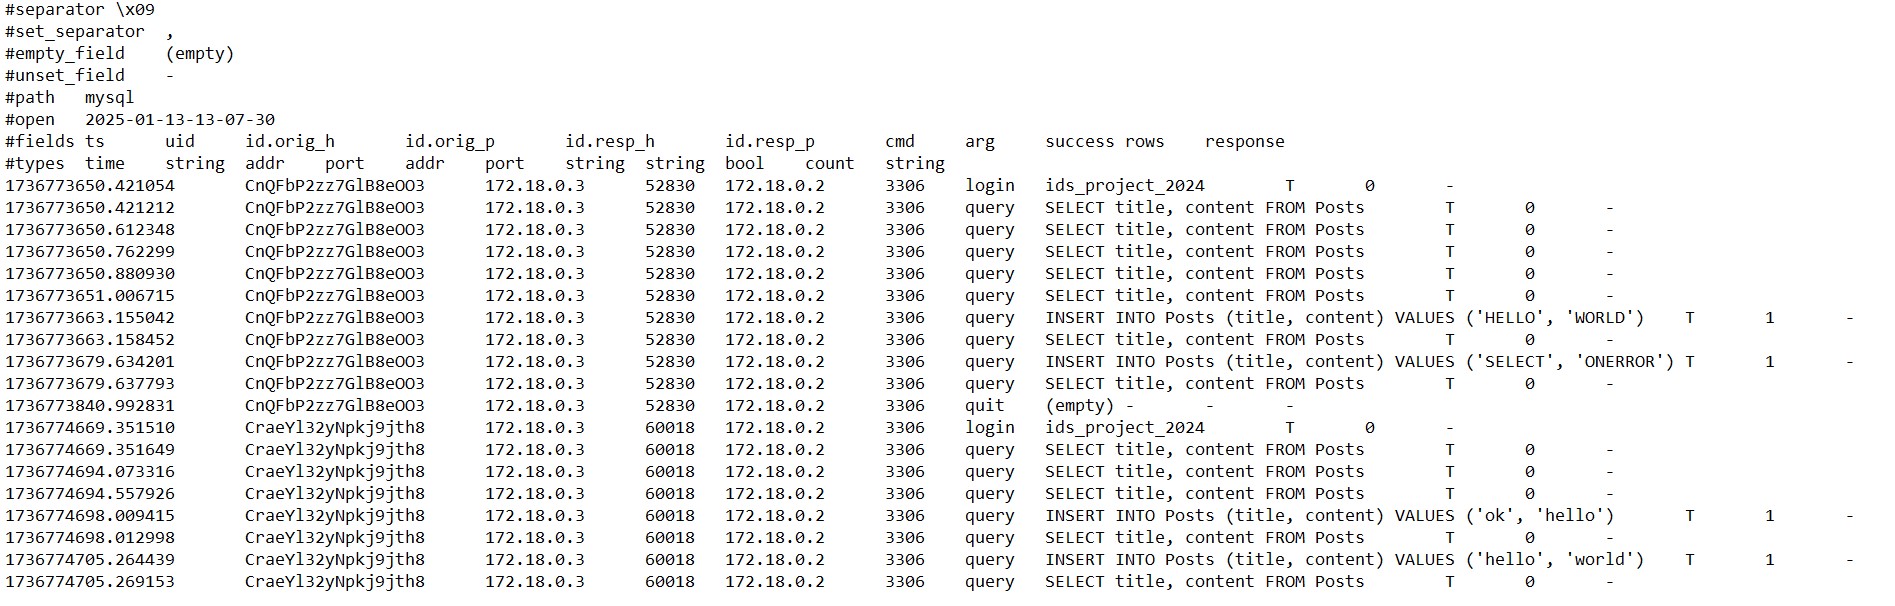 #separator \x09
#set_separator	,
#empty_field	(empty)
#unset_field	-
#path	mysql
#open	2025-01-13-13-07-30
#fields	ts	uid	id.orig_h	id.orig_p	id.resp_h	id.resp_p	cmd	arg	success	rows	response
#types	time	string	addr	port	addr	port	string	string	bool	count	string
1736773650.421054	CnQFbP2zz7GlB8eOO3	172.18.0.3	52830	172.18.0.2	3306	login	ids_project_2024	T	0	-
1736773650.421212	CnQFbP2zz7GlB8eOO3	172.18.0.3	52830	172.18.0.2	3306	query	SELECT title, content FROM Posts	T	0	-
1736773650.612348	CnQFbP2zz7GlB8eOO3	172.18.0.3	52830	172.18.0.2	3306	query	SELECT title, content FROM Posts	T	0	-
1736773650.762299	CnQFbP2zz7GlB8eOO3	172.18.0.3	52830	172.18.0.2	3306	query	SELECT title, content FROM Posts	T	0	-
1736773650.880930	CnQFbP2zz7GlB8eOO3	172.18.0.3	52830	172.18.0.2	3306	query	SELECT title, content FROM Posts	T	0	-
1736773651.006715	CnQFbP2zz7GlB8eOO3	172.18.0.3	52830	172.18.0.2	3306	query	SELECT title, content FROM Posts	T	0	-
1736773663.155042	CnQFbP2zz7GlB8eOO3	172.18.0.3	52830	172.18.0.2	3306	query	INSERT INTO Posts (title, content) VALUES ('HELLO', 'WORLD')	T	1	-
1736773663.158452	CnQFbP2zz7GlB8eOO3	172.18.0.3	52830	172.18.0.2	3306	query	SELECT title, content FROM Posts	T	0	-
1736773679.634201	CnQFbP2zz7GlB8eOO3	172.18.0.3	52830	172.18.0.2	3306	query	INSERT INTO Posts (title, content) VALUES ('SELECT', 'ONERROR')	T	1	-
1736773679.637793	CnQFbP2zz7GlB8eOO3	172.18.0.3	52830	172.18.0.2	3306	query	SELECT title, content FROM Posts	T	0	-
1736773840.992831	CnQFbP2zz7GlB8eOO3	172.18.0.3	52830	172.18.0.2	3306	quit	(empty)	-	-	-
1736774669.351510	CraeYl32yNpkj9jth8	172.18.0.3	60018	172.18.0.2	3306	login	ids_project_2024	T	0	-
1736774669.351649	CraeYl32yNpkj9jth8	172.18.0.3	60018	172.18.0.2	3306	query	SELECT title, content FROM Posts	T	0	-
1736774694.073316	CraeYl32yNpkj9jth8	172.18.0.3	60018	172.18.0.2	3306	query	SELECT title, content FROM Posts	T	0	-
1736774694.557926	CraeYl32yNpkj9jth8	172.18.0.3	60018	172.18.0.2	3306	query	SELECT title, content FROM Posts	T	0	-
1736774698.009415	CraeYl32yNpkj9jth8	172.18.0.3	60018	172.18.0.2	3306	query	INSERT INTO Posts (title, content) VALUES ('ok', 'hello')	T	1	-
1736774698.012998	CraeYl32yNpkj9jth8	172.18.0.3	60018	172.18.0.2	3306	query	SELECT title, content FROM Posts	T	0	-
1736774705.264439	CraeYl32yNpkj9jth8	172.18.0.3	60018	172.18.0.2	3306	query	INSERT INTO Posts (title, content) VALUES ('hello', 'world')	T	1	-
1736774705.269153	CraeYl32yNpkj9jth8	172.18.0.3	60018	172.18.0.2	3306	query	SELECT title, content FROM Posts	T	0	-